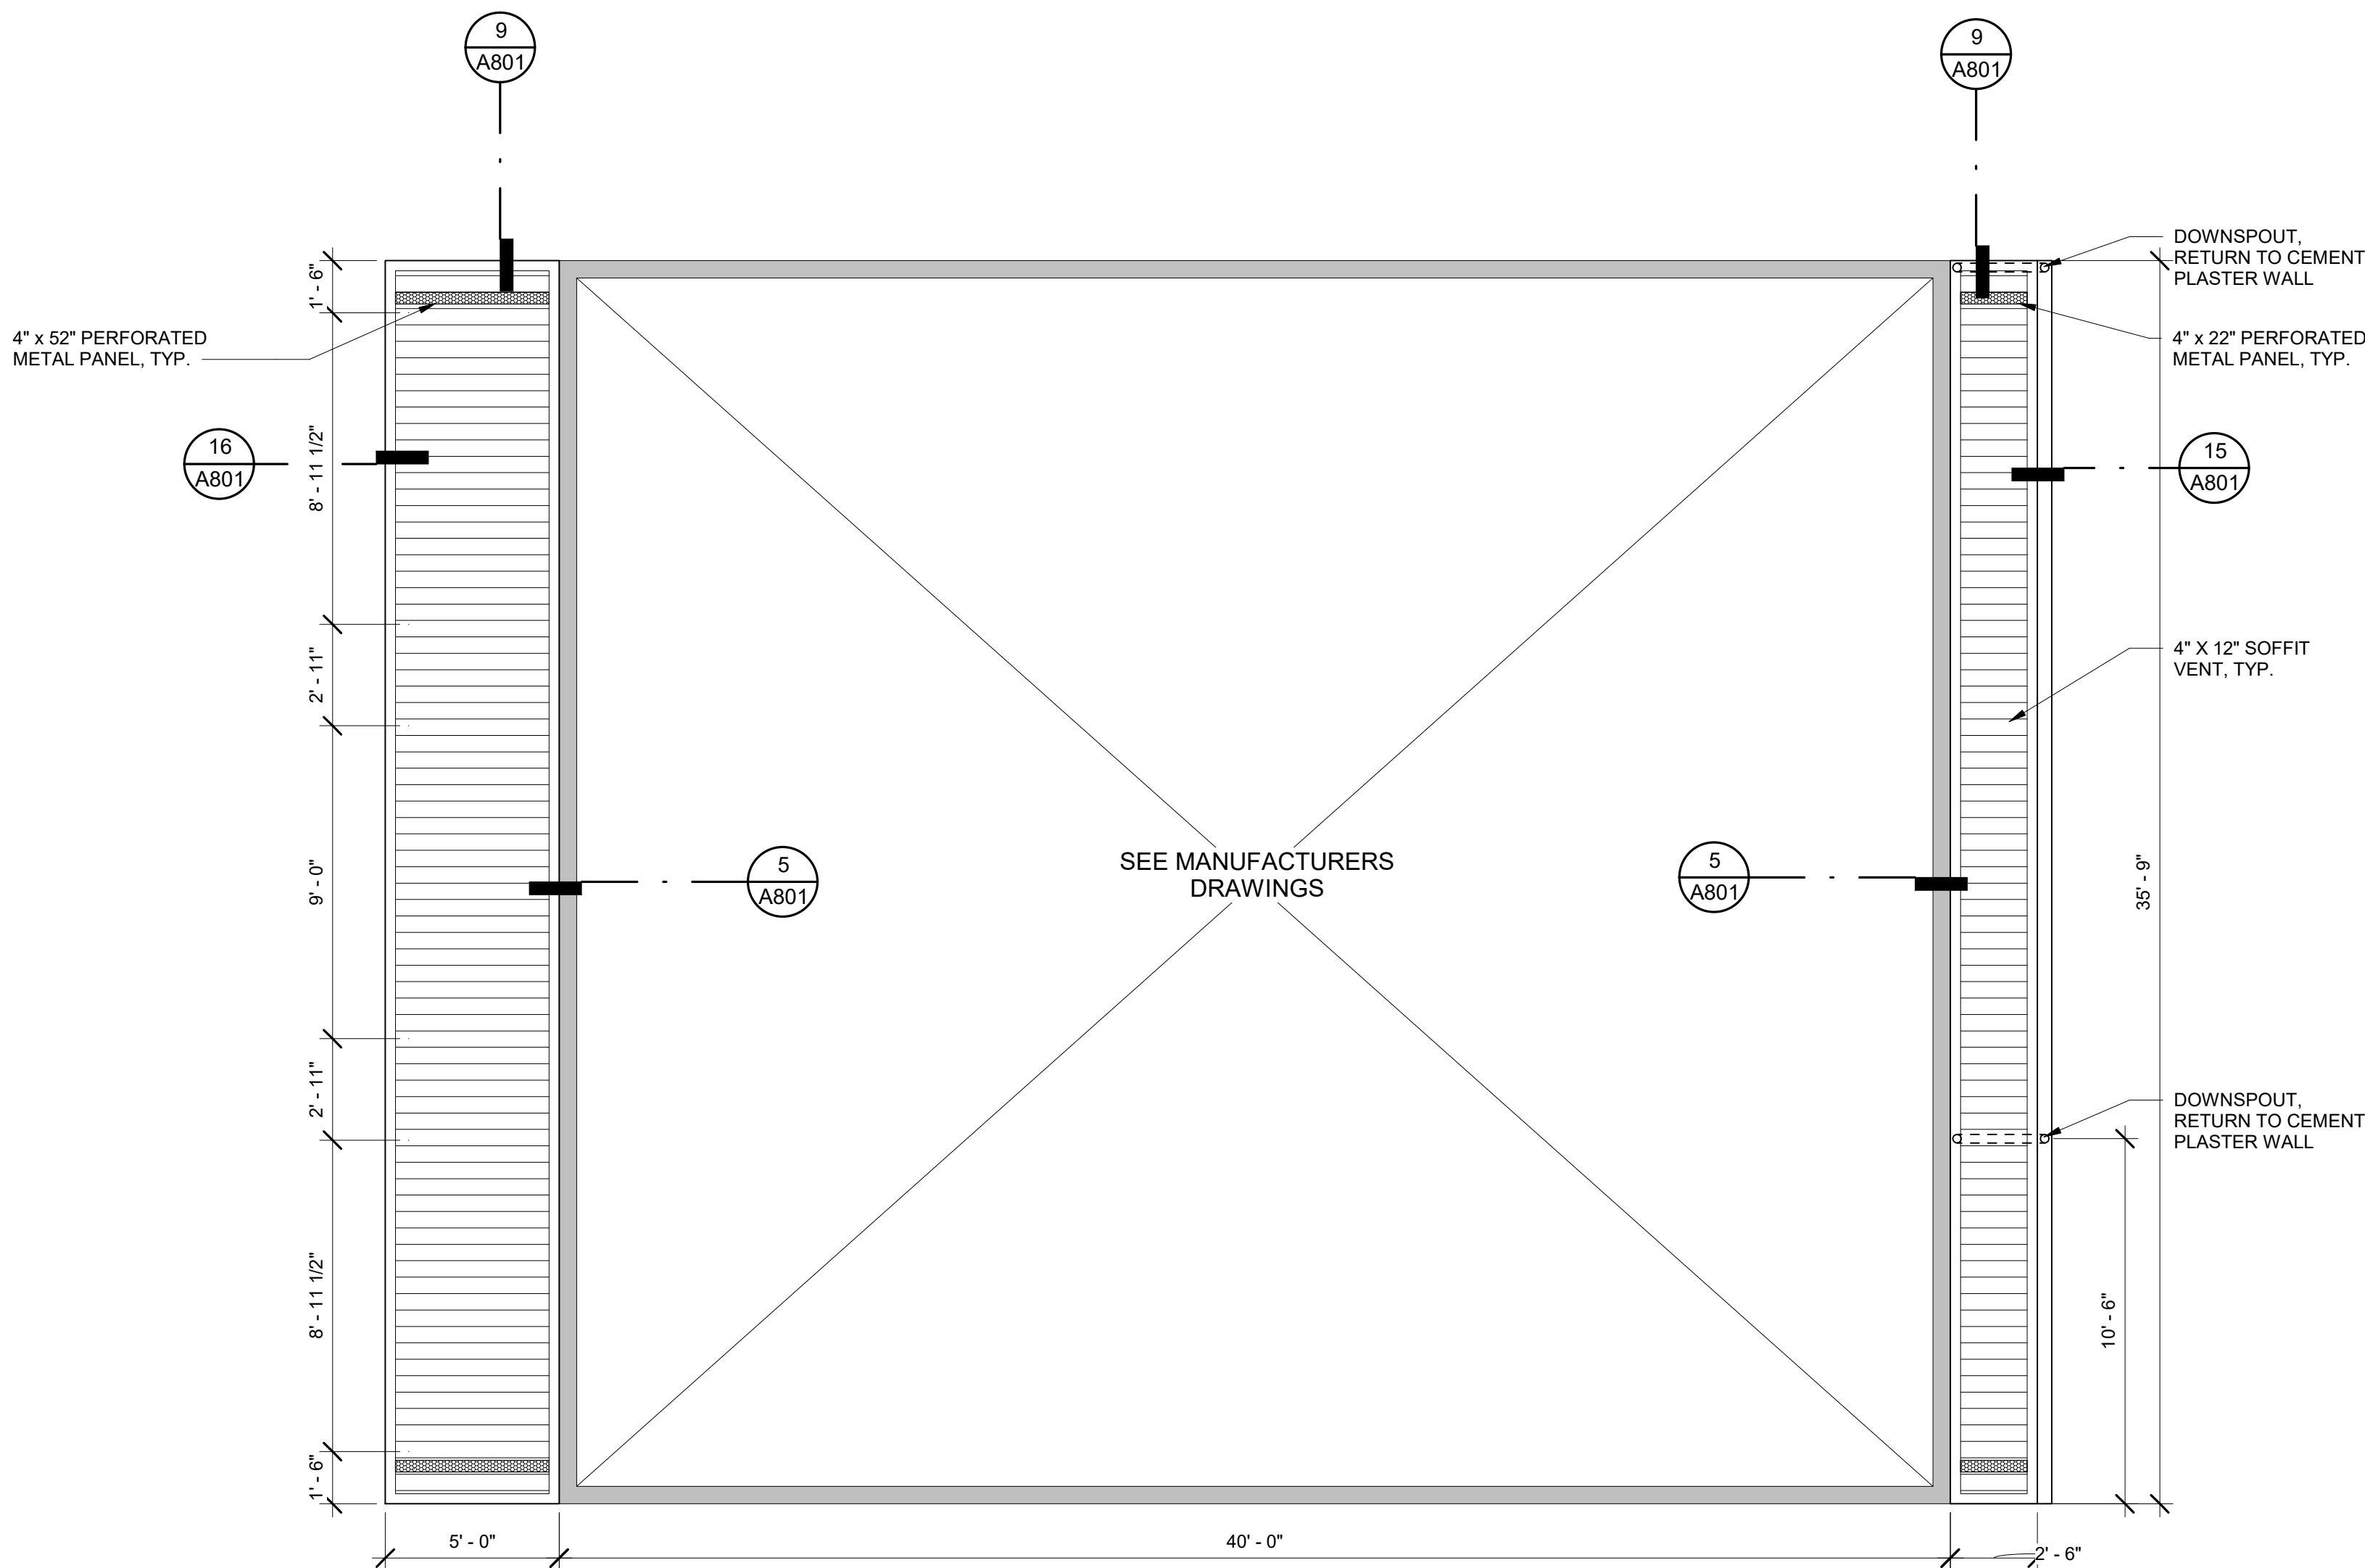 9
A801
9
A801
DOWNSPOUT,
RETURN TO CEMENT
PLASTER WALL
1' - 6"
4" x 52" PERFORATED
METAL PANEL, TYP.
4" x 22" PERFORATED
METAL PANEL, TYP.
16
A801
8' - 11 1/2"
15
A801
2' - 11"
4" X 12" SOFFIT
VENT, TYP.
9' - 0"
5
A801
SEE MANUFACTURERS
DRAWINGS
5
A801
35' - 9"
2' - 11"
DOWNSPOUT,
RETURN TO CEMENT
PLASTER WALL
8' - 11 1/2"
10' - 6"
1' - 6"
5' - 0"
40' - 0"
2' - 6"